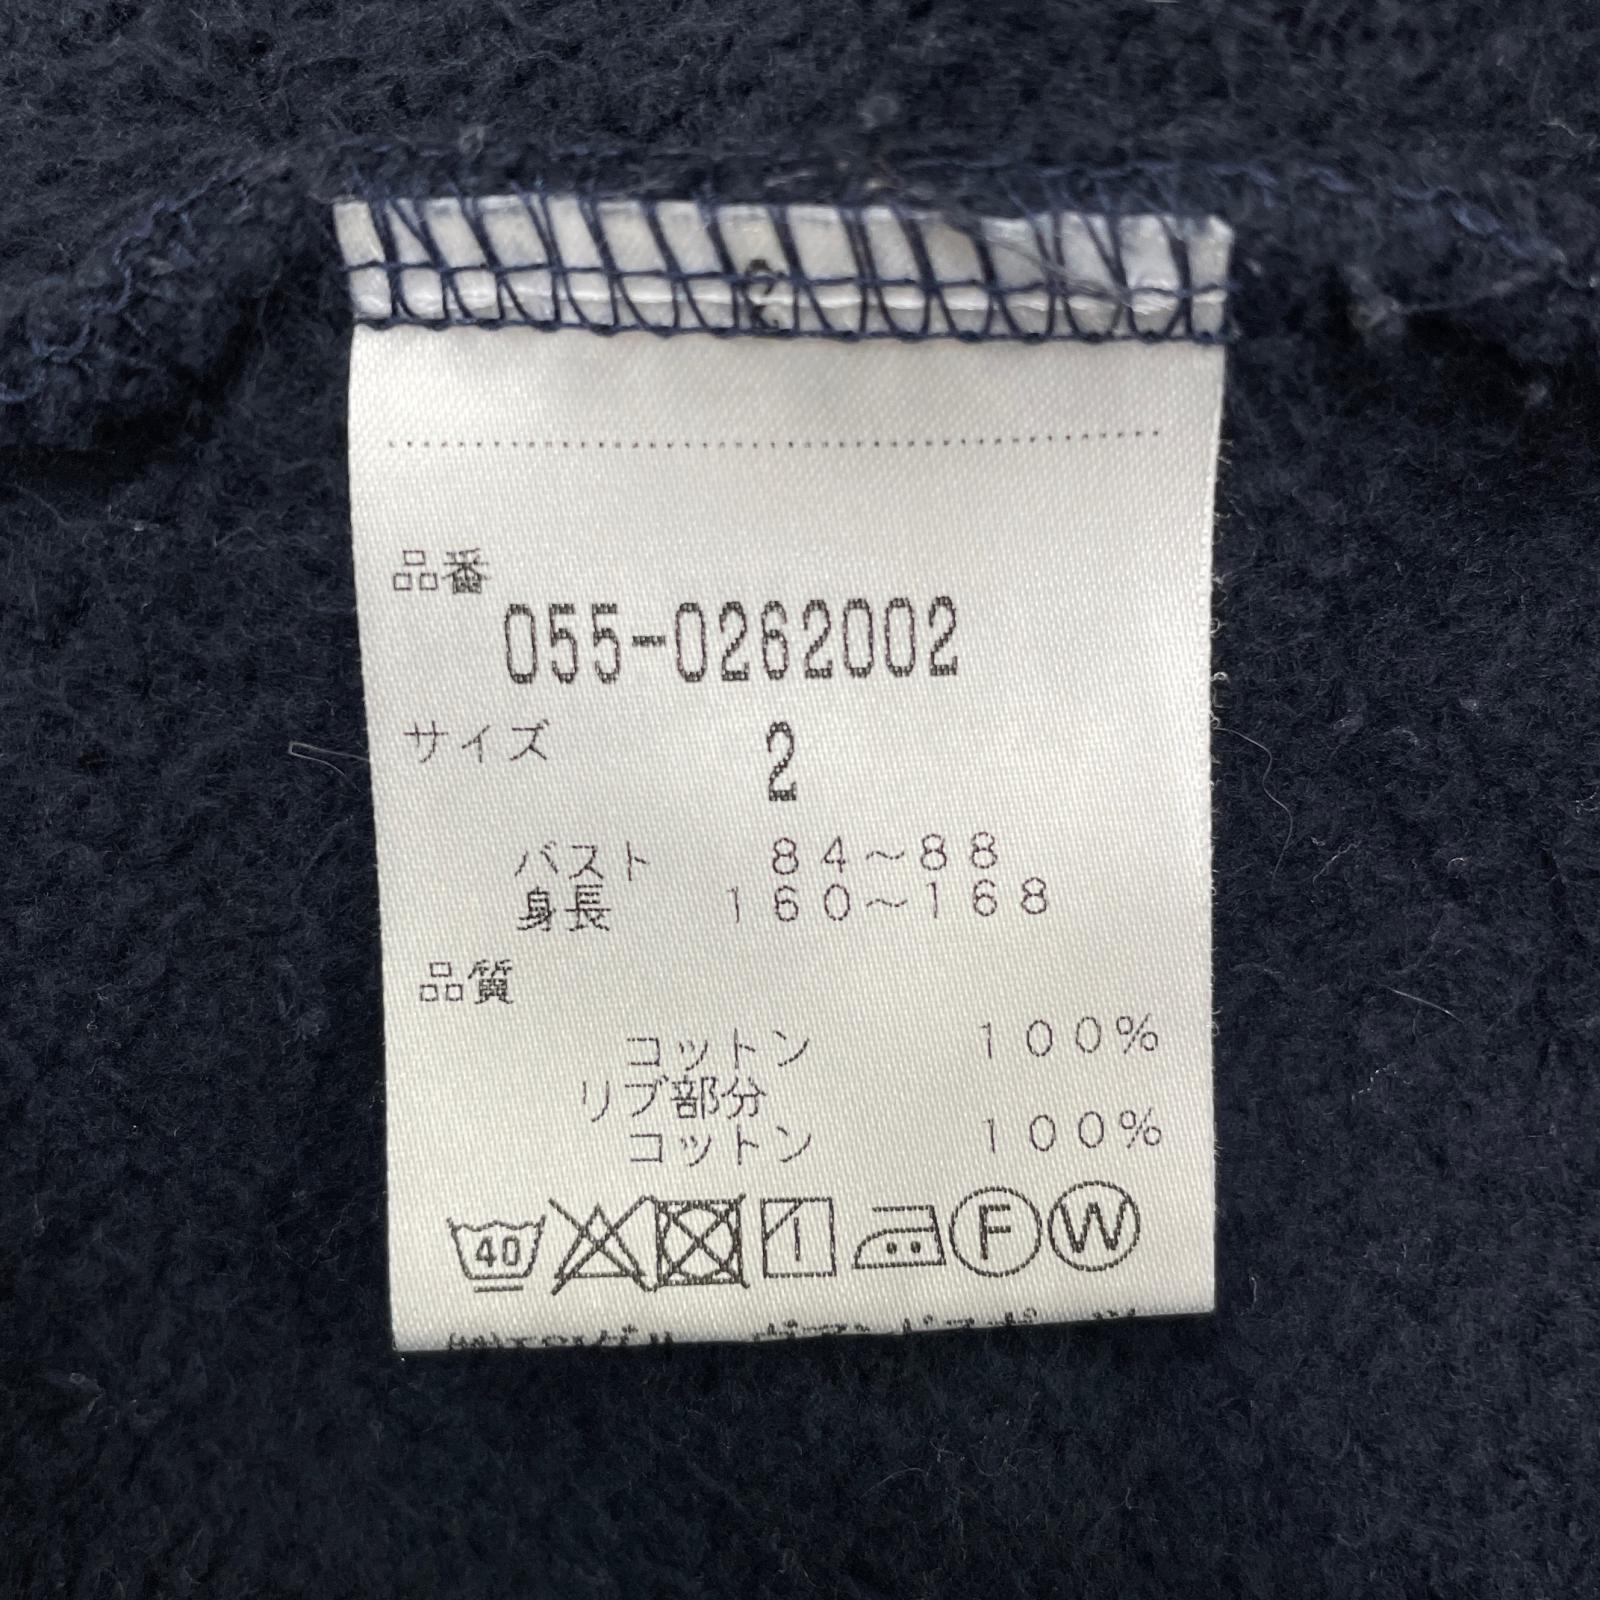 品番
055-0262002
サイズ 2
バスト 84～88
身長 160～168
品質
コットン 100%
リブ部分
コットン 100%
40 F W